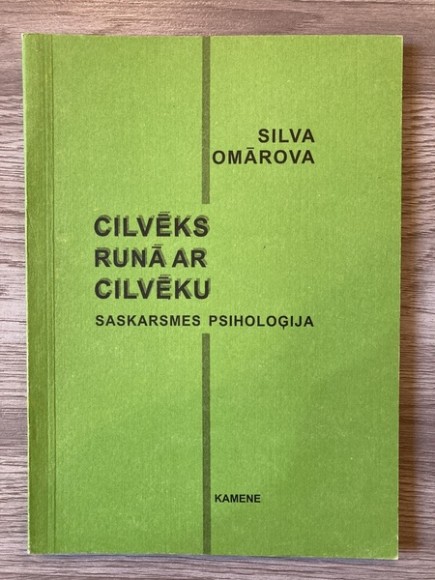 SILVA
OMĀROVA
CILVĒKS
RUNĀ AR
CILVĒKU
SASKARSMES PSIHOLOĢIJA
KAMENE